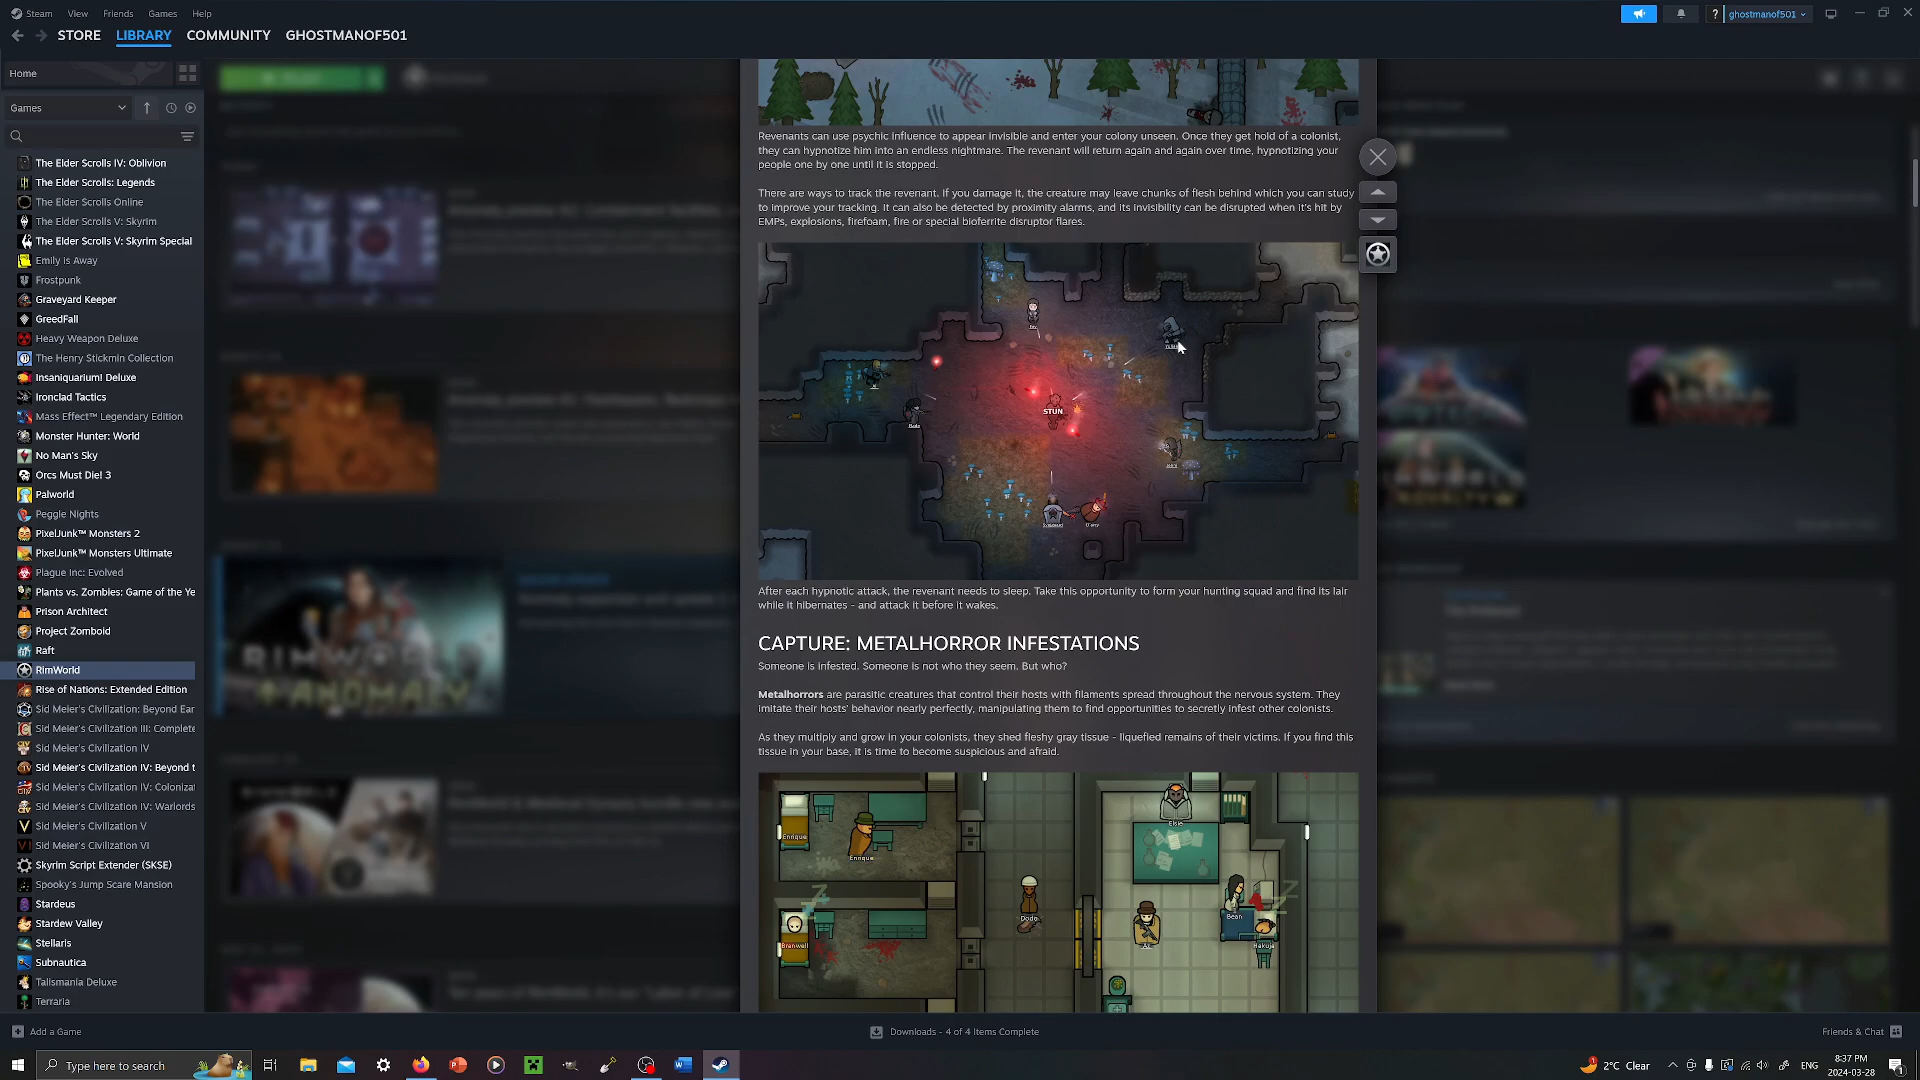 Steam
View
Friends
Games
Help
ghostmanof501
STORE
LIBRARY
COMMUNITY
GHOSTMANOF501
Home
Games
The Elder Scrolls IV: Oblivion
The Elder Scrolls: Legends
The Elder Scrolls Online
The Elder Scrolls V: Skyrim
The Elder Scrolls V: Skyrim Special
Emily is Away
Frostpunk
Graveyard Keeper
GreedFall
Heavy Weapon Deluxe
The Henry Stickmin Collection
Insaniquarium! Deluxe
Ironclad Tactics
Mass Effect™ Legendary Edition
Monster Hunter: World
No Man's Sky
Orcs Must Die! 3
Palworld
Peggle Nights
PixelJunk™ Monsters 2
PixelJunk™ Monsters Ultimate
Plague Inc: Evolved
Plants vs. Zombies: Game of the Ye
Prison Architect
Project Zomboid
Raft
RimWorld
Rise of Nations: Extended Edition
Sid Meier's Civilization: Beyond Ear
Sid Meier's Civilization III: Complete
Sid Meier's Civilization IV
Sid Meier's Civilization IV: Beyond t
Sid Meier's Civilization IV: Colonizat
Sid Meier's Civilization IV: Warlords
Sid Meier's Civilization V
Sid Meier's Civilization VI
Skyrim Script Extender (SKSE)
Spooky's Jump Scare Mansion
Stardeus
Stardew Valley
Stellaris
Subnautica
Talismania Deluxe
Terraria
RIMWORLD
ANOMALY
Revenants can use psychic influence to appear invisible and enter your colony unseen. Once they get hold of a colonist,
they can hypnotize him into an endless nightmare. The revenant will return again and again over time, hypnotizing your
people one by one until it is stopped.
There are ways to track the revenant. If you damage it, the creature may leave chunks of flesh behind which you can study
to improve your tracking. It can also be detected by proximity alarms, and its invisibility can be disrupted when it's hit by
EMPs, explosions, firefoam, fire or special bioferrite disruptor flares.
STUN
After each hypnotic attack, the revenant needs to sleep. Take this opportunity to form your hunting squad and find its lair
while it hibernates - and attack it before it wakes.
CAPTURE: METALHORROR INFESTATIONS
Someone is infested. Someone is not who they seem. But who?
Metalhorrors are parasitic creatures that control their hosts with filaments spread throughout the nervous system. They
imitate their hosts' behavior nearly perfectly, manipulating them to find opportunities to secretly infest other colonists.
As they multiply and grow in your colonists, they shed fleshy gray tissue - liquefied remains of their victims. If you find this
tissue in your base, it is time to become suspicious and afraid.
Elsie
Enrique
Enrique
Dodo
Bean
Branwell
Hakuja
Add a Game
Downloads - 4 of 4 Items Complete
Friends & Chat
Type here to search
2°C Clear
ENG
8:37 PM
2024-03-28